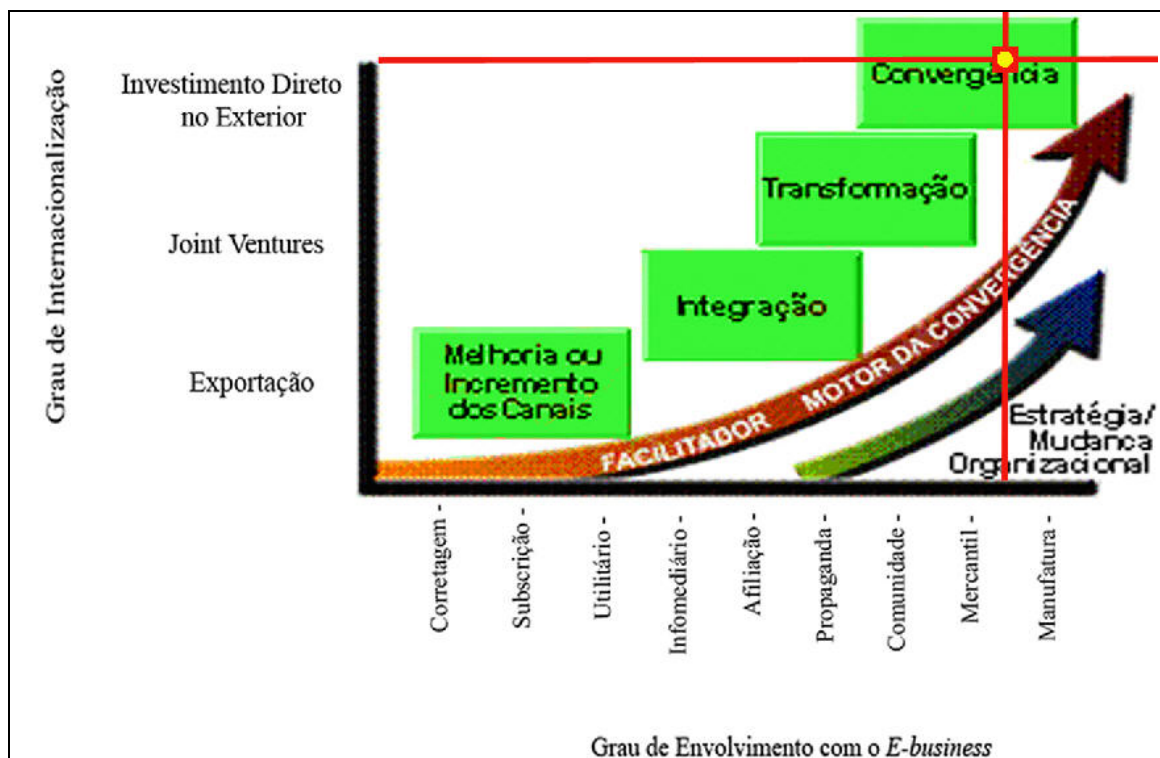 Grau de Internacionalização
Investimento Direto
no Exterior
Joint Ventures
Exportação
Convergência
Transformação
Integração
Melhoria ou
Incremento
dos Canais
FACILITADOR MOTOR DA CONVERGÊNCIA
Estratégia/
Mudanca
Organizacional
Corretagem -
Subscrição -
Utilitário -
Infomediário -
Afiliação -
Propaganda -
Comunidade -
Mercantil -
Manufatura -
Grau de Envolvimento com o E-business